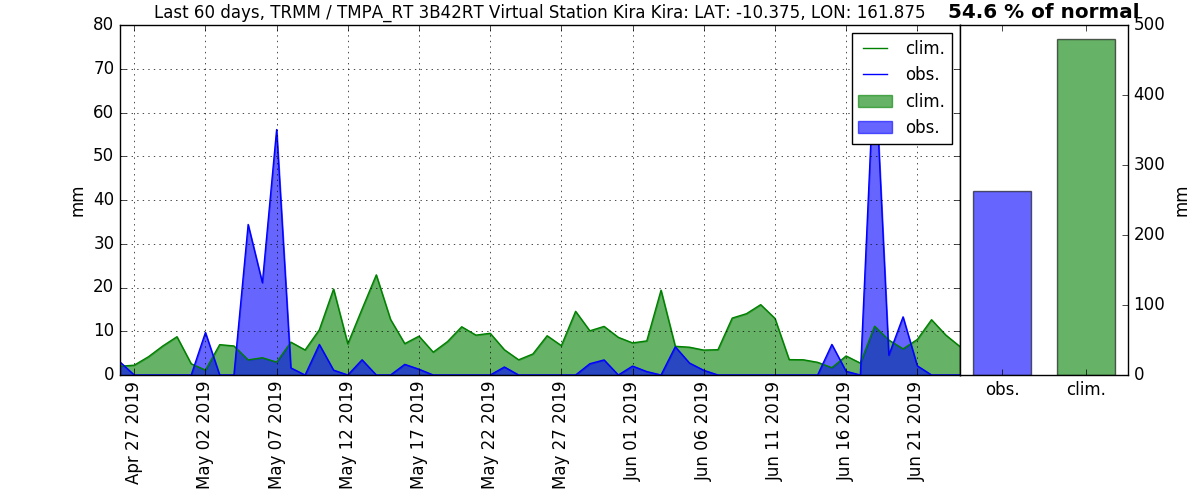 Last 60 days, TRMM / TMPA_RT 3B42RT Virtual Station Kira Kira: LAT: -10.375, LON: 161.875
54.6 % of normal
80
70
60
50
40
30
20
10
0
mm
clim.
obs.
clim.
obs.
Apr 27 2019
May 02 2019
May 07 2019
May 12 2019
May 17 2019
May 22 2019
May 27 2019
Jun 01 2019
Jun 06 2019
Jun 11 2019
Jun 16 2019
Jun 21 2019
500
400
300
200
100
0
mm
obs.
clim.